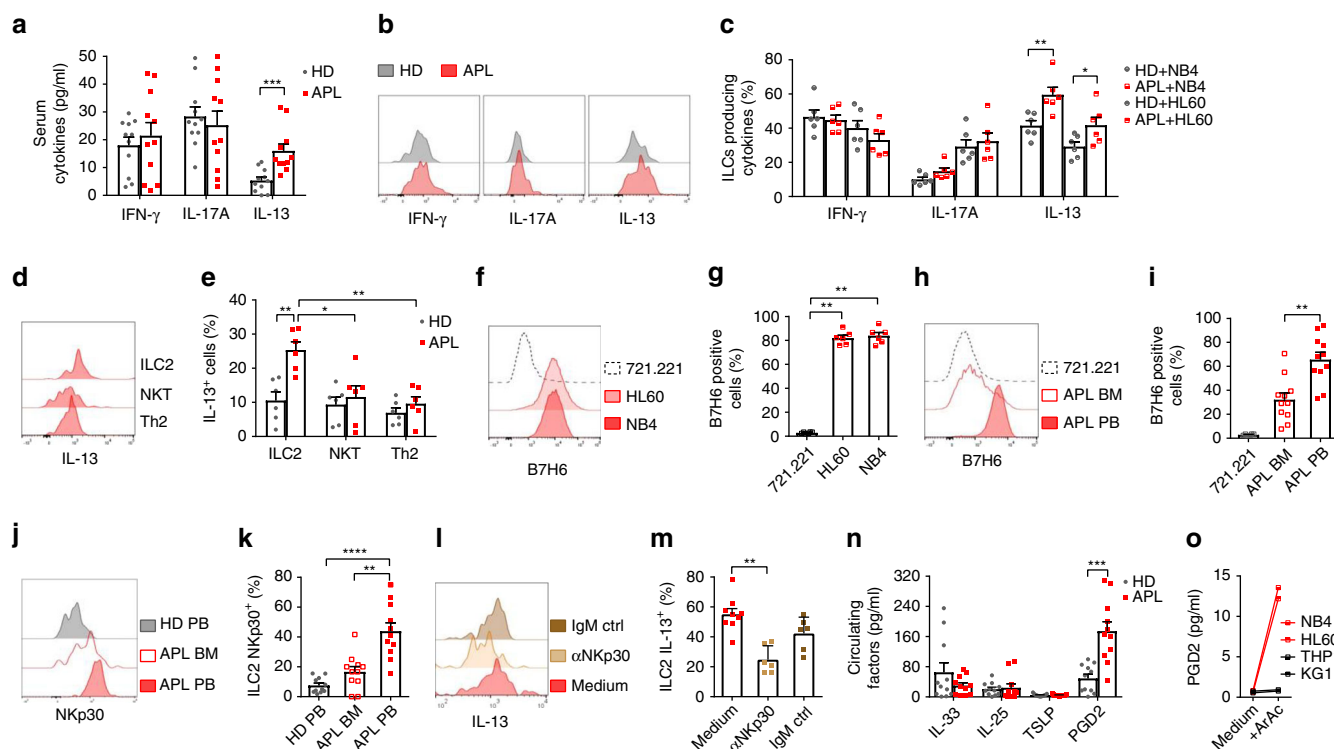 a
Serum
cytokines (pg/ml)
50
40
30
20
10
0
***
HD
APL
IFN-γ
IL-17A
IL-13
b
HD
APL
IFN-γ
IL-17A
IL-13
c
ILCs producing
cytokines (%)
80
60
40
20
0
**
*
HD+NB4
APL+NB4
HD+HL60
APL+HL60
IFN-γ
IL-17A
IL-13
d
ILC2
NKT
Th2
IL-13
e
IL-13+ cells (%)
40
30
20
10
0
**
*
**
HD
APL
ILC2
NKT
Th2
f
721.221
HL60
NB4
B7H6
g
B7H6 positive
cells (%)
100
80
60
40
20
0
**
**
721.221
HL60
NB4
h
721.221
APL BM
APL PB
B7H6
i
B7H6 positive
cells (%)
100
80
60
40
20
0
**
721.221
APL BM
APL PB
j
HD PB
APL BM
APL PB
NKp30
k
ILC2 NKp30+ (%)
80
60
40
20
0
****
**
HD PB
APL BM
APL PB
l
IgM ctrl
αNKp30
Medium
IL-13
m
ILC2 IL-13+ (%)
100
80
60
40
20
0
**
Medium
αNKp30
IgM ctrl
n
Circulating
factors (pg/ml)
320
240
160
80
0
***
HD
APL
IL-33
IL-25
TSLP
PGD2
o
PGD2 (pg/ml)
15
10
5
0
NB4
HL60
THP
KG1
Medium
+ArAc